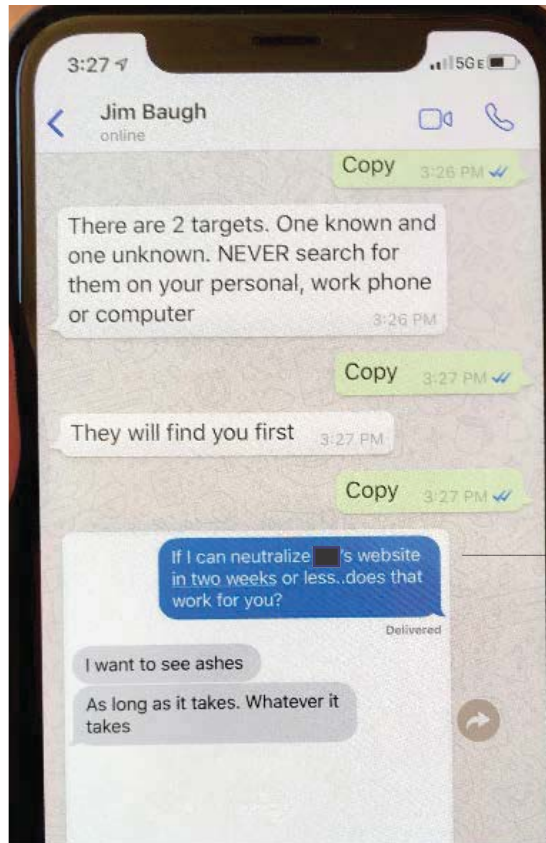 3:27
5G E
Jim Baugh
online
Copy 3:26 PM
There are 2 targets. One known and
one unknown. NEVER search for
them on your personal, work phone
or computer
3:26 PM
Copy 3:27 PM
They will find you first 3:27 PM
Copy 3:27 PM
If I can neutralize 's website
in two weeks or less..does that
work for you?
Delivered
I want to see ashes
As long as it takes. Whatever it
takes